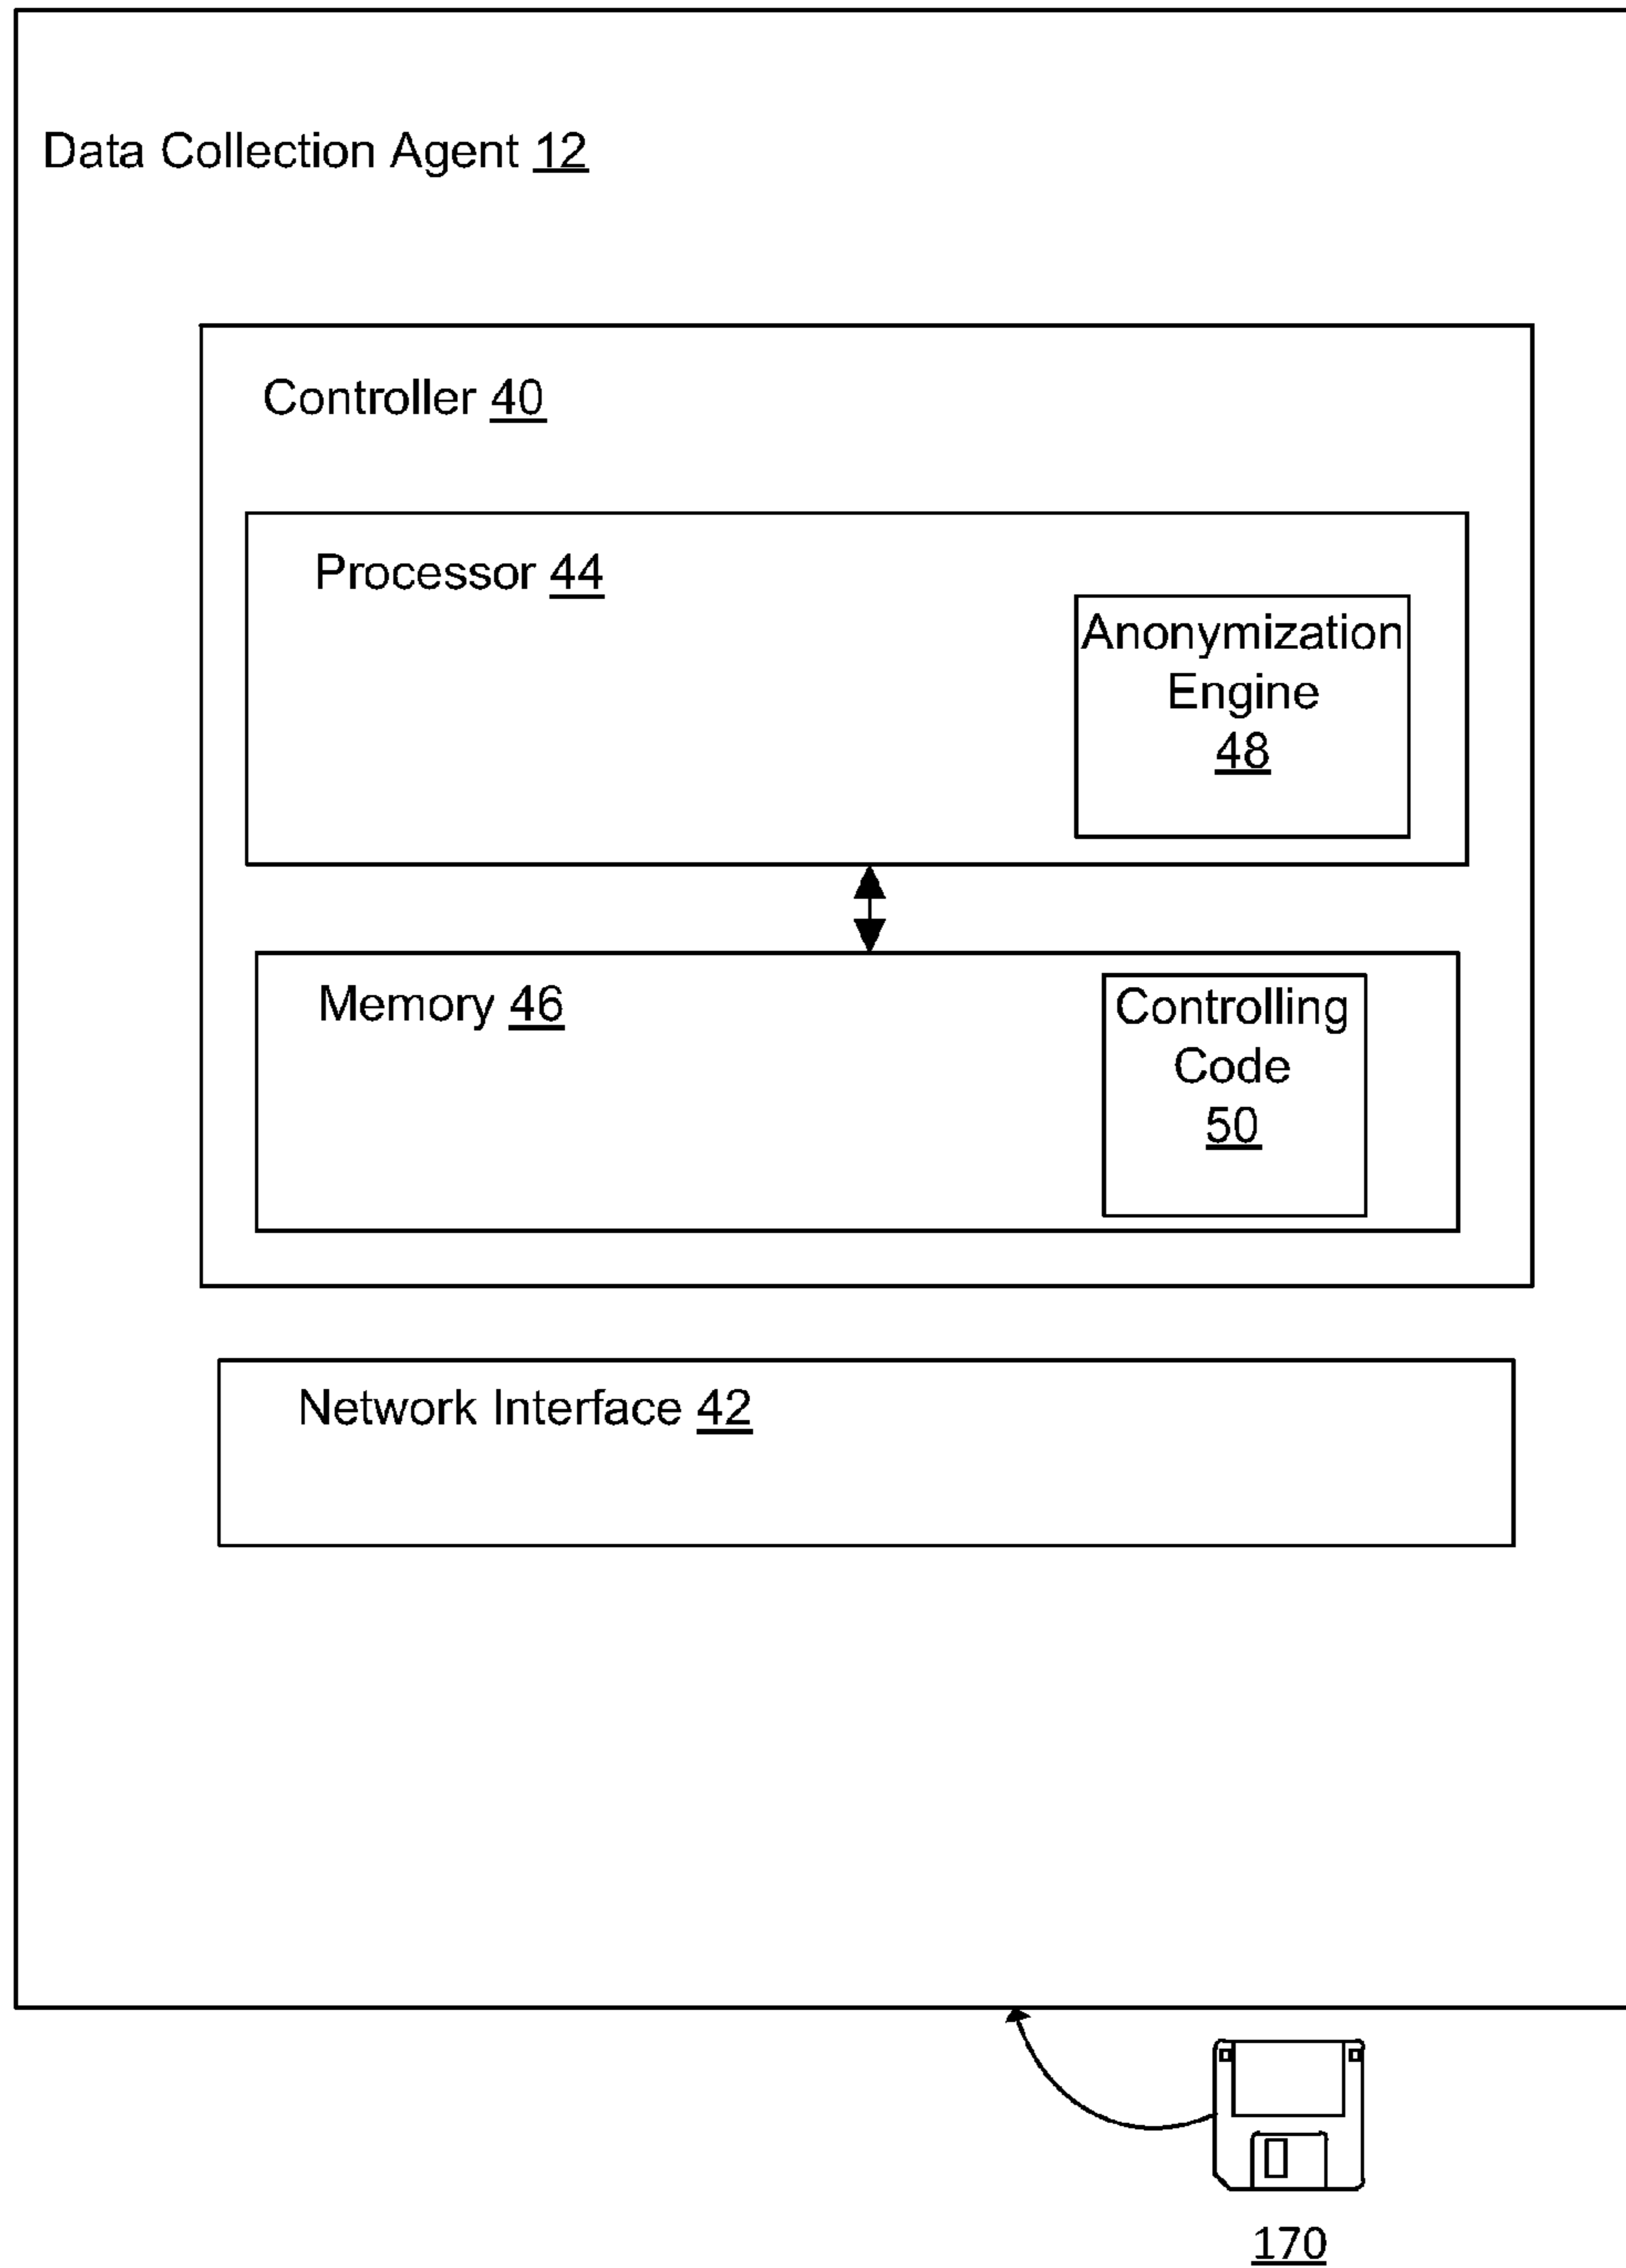 Data Collection Agent 12
Controller 40
Processor 44
Anonymization
Engine
48
Memory 46
Controlling
Code
50
Network Interface 42
170